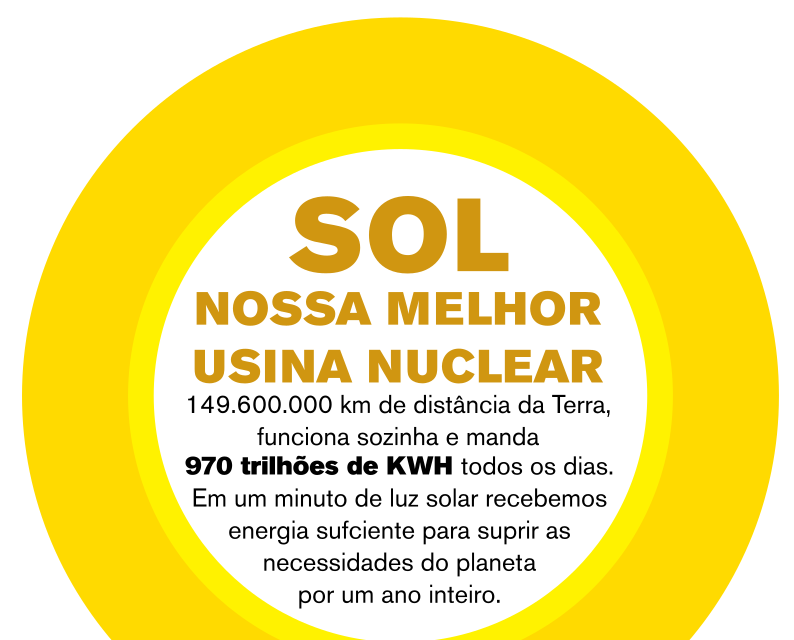 SOL
NOSSA MELHOR
USINA NUCLEAR
149.600.000 km de distância da Terra,
funciona sozinha e manda
970 trilhões de KWH todos os dias.
Em um minuto de luz solar recebemos
energia sufciente para suprir as
necessidades do planeta
por um ano inteiro.